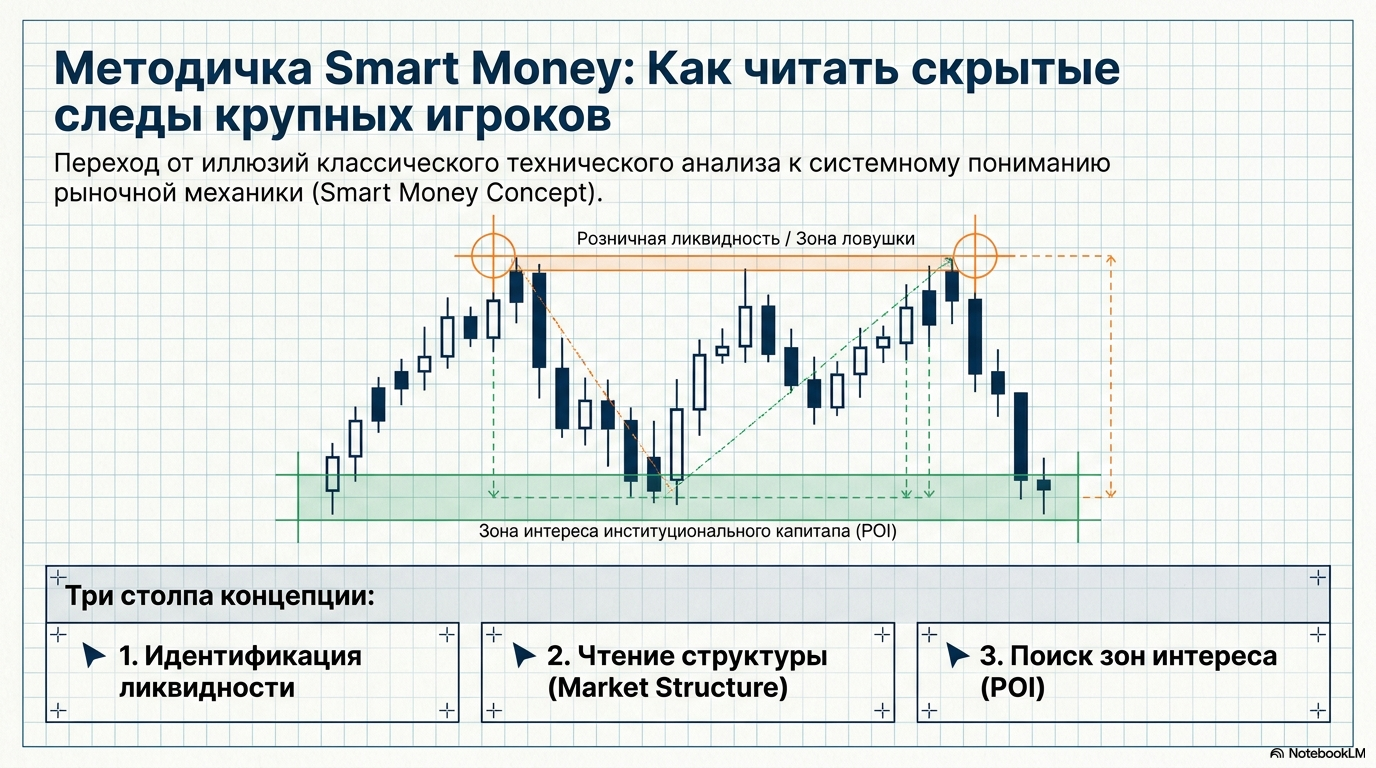 Методичка Smart Money: Как читать скрытые
следы крупных игроков
Переход от иллюзий классического технического анализа к системному пониманию
рыночной механики (Smart Money Concept).
Розничная ликвидность / Зона ловушки
Зона интереса институционального капитапа (POI)
Три столпа концепции:
1. Идентификация
ликвидности
2. Чтение структуры
(Market Structure)
3. Поиск зон интереса
(POI)
NotebookLM